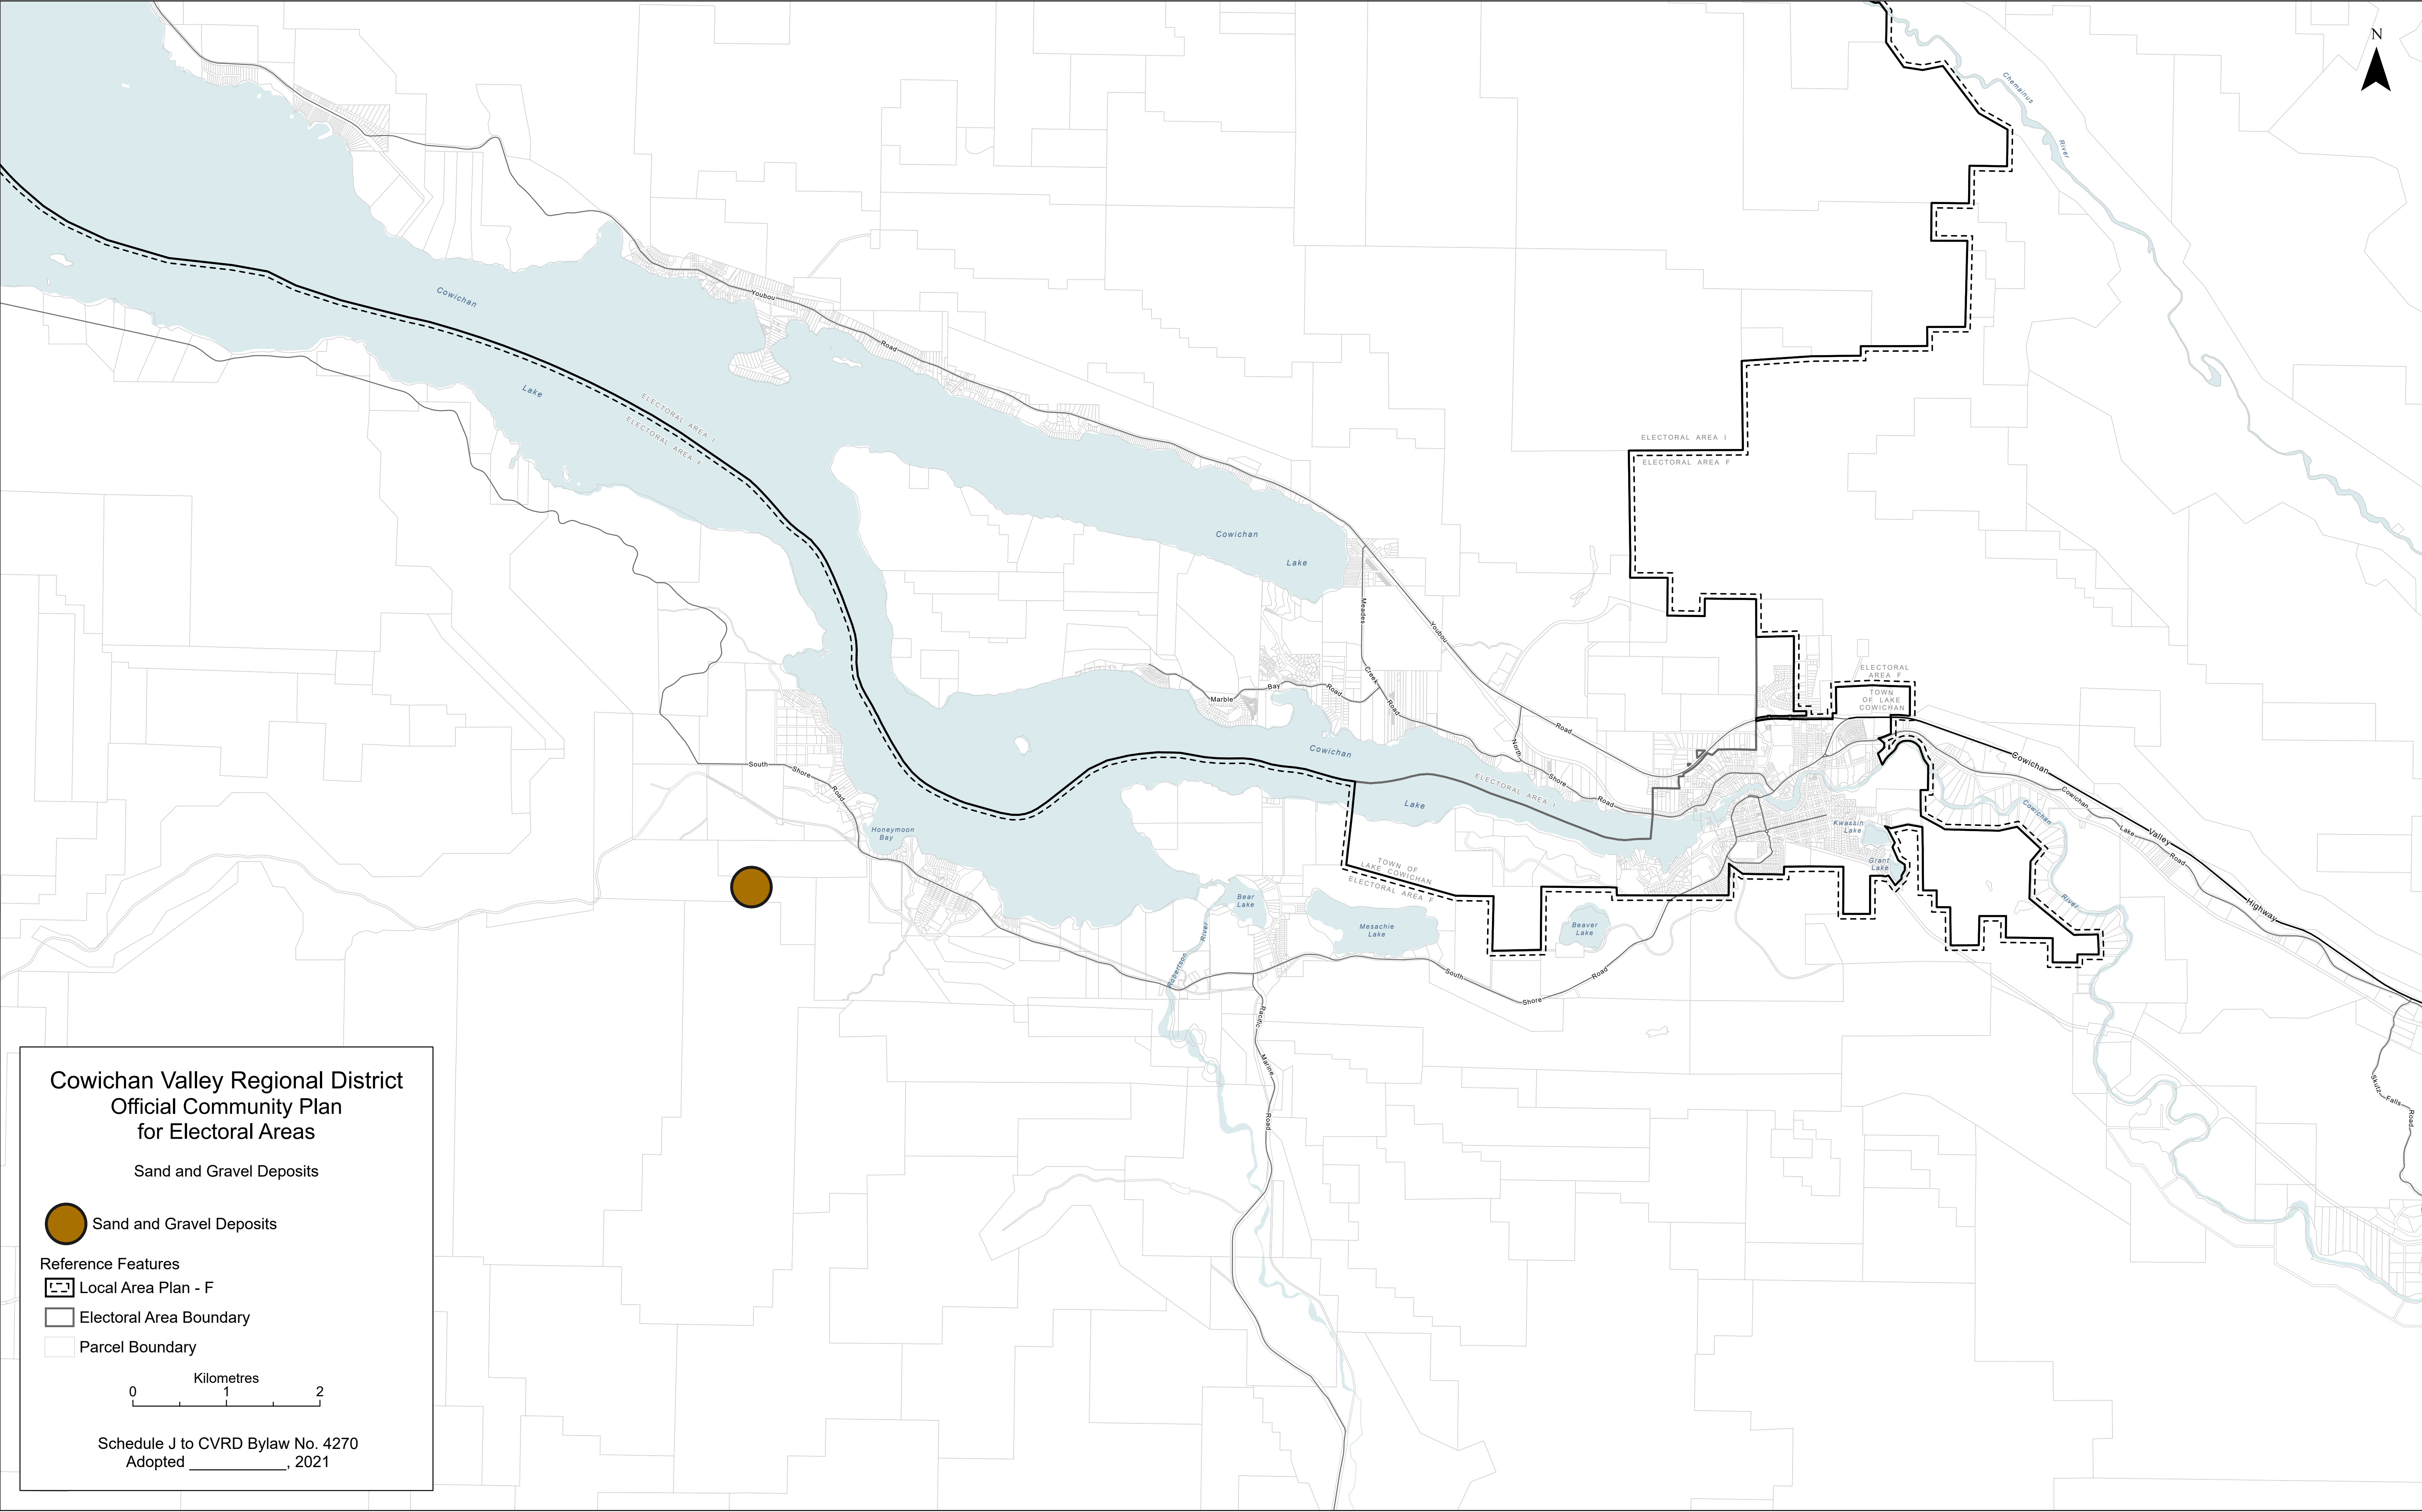 N
Chemainus
River
Cowichan
Youbou
Road
Lake
ELECTORAL AREA I
ELECTORAL AREA F
ELECTORAL AREA I
ELECTORAL AREA F
Cowichan
Lake
Meades
Creek
Road
Youbou
Road
Marble
Bay
Road
ELECTORAL
AREA F
TOWN
OF LAKE
COWICHAN
North
Shore
Road
Cowichan
Lake
ELECTORAL AREA I
South
Shore
Road
Honeymoon
Bay
Cowichan
Valley
Highway
Cowichan
Lake
Road
Cowichan
River
Kwassin
Lake
Grant
Lake
TOWN OF
LAKE COWICHAN
ELECTORAL AREA F
Bear
Lake
Mesachie
Lake
Beaver
Lake
Robertson
River
South
Shore
Road
Pacific
Marine
Road
Skutz
Falls
Road
Cowichan Valley Regional District
Official Community Plan
for Electoral Areas
Sand and Gravel Deposits
Sand and Gravel Deposits
Reference Features
Local Area Plan - F
Electoral Area Boundary
Parcel Boundary
Kilometres
0 1 2
Schedule J to CVRD Bylaw No. 4270
Adopted ___________, 2021